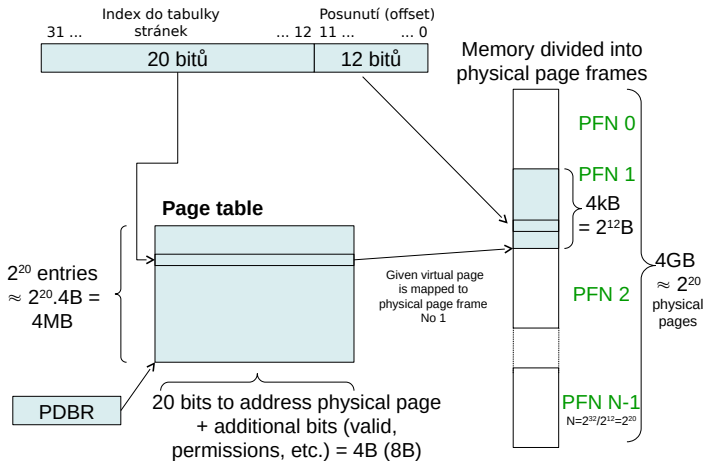 Index do tabulky
stránek
Posunutí (offset)
31 ... ... 12 11 ... ... 0
20 bitů 12 bitů
Memory divided into
physical page frames
PFN 0
PFN 1
4kB
= 2¹²B
Page table
2²⁰ entries
≈ 2²⁰.4B =
4MB
Given virtual page
is mapped to
physical page frame
No 1
PFN 2
4GB
≈ 2²⁰
physical
pages
PDBR
20 bits to address physical page
+ additional bits (valid,
permissions, etc.) = 4B (8B)
PFN N-1
N=2³²/2¹²=2²⁰